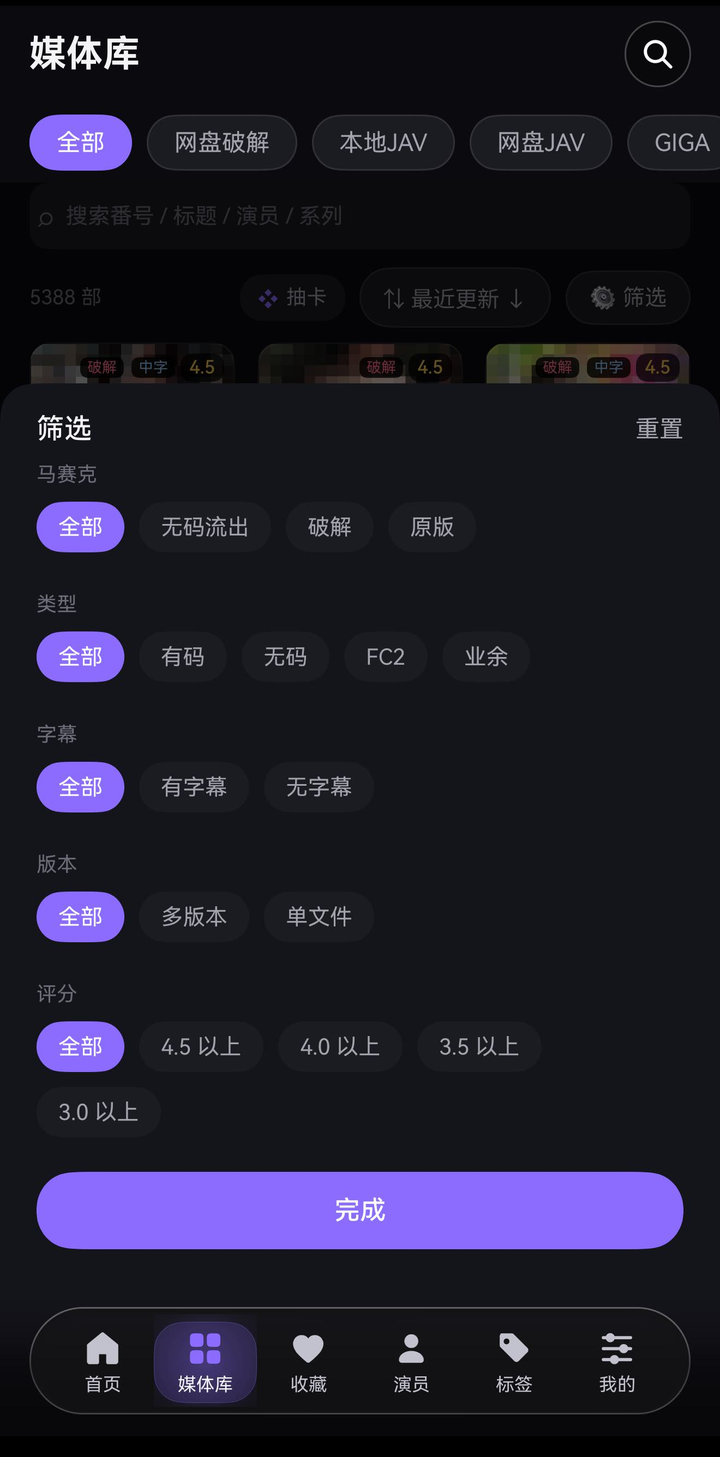 媒体库
全部 网盘破解 本地JAV 网盘JAV GIGA
搜索番号 / 标题 / 演员 / 系列
5388 部 抽卡 最近更新 ↓ 筛选
破解 中字 4.5 破解 4.5 破解 中字 4.5
筛选 重置
马赛克
全部 无码流出 破解 原版
类型
全部 有码 无码 FC2 业余
字幕
全部 有字幕 无字幕
版本
全部 多版本 单文件
评分
全部 4.5 以上 4.0 以上 3.5 以上
3.0 以上
完成
首页 媒体库 收藏 演员 标签 我的